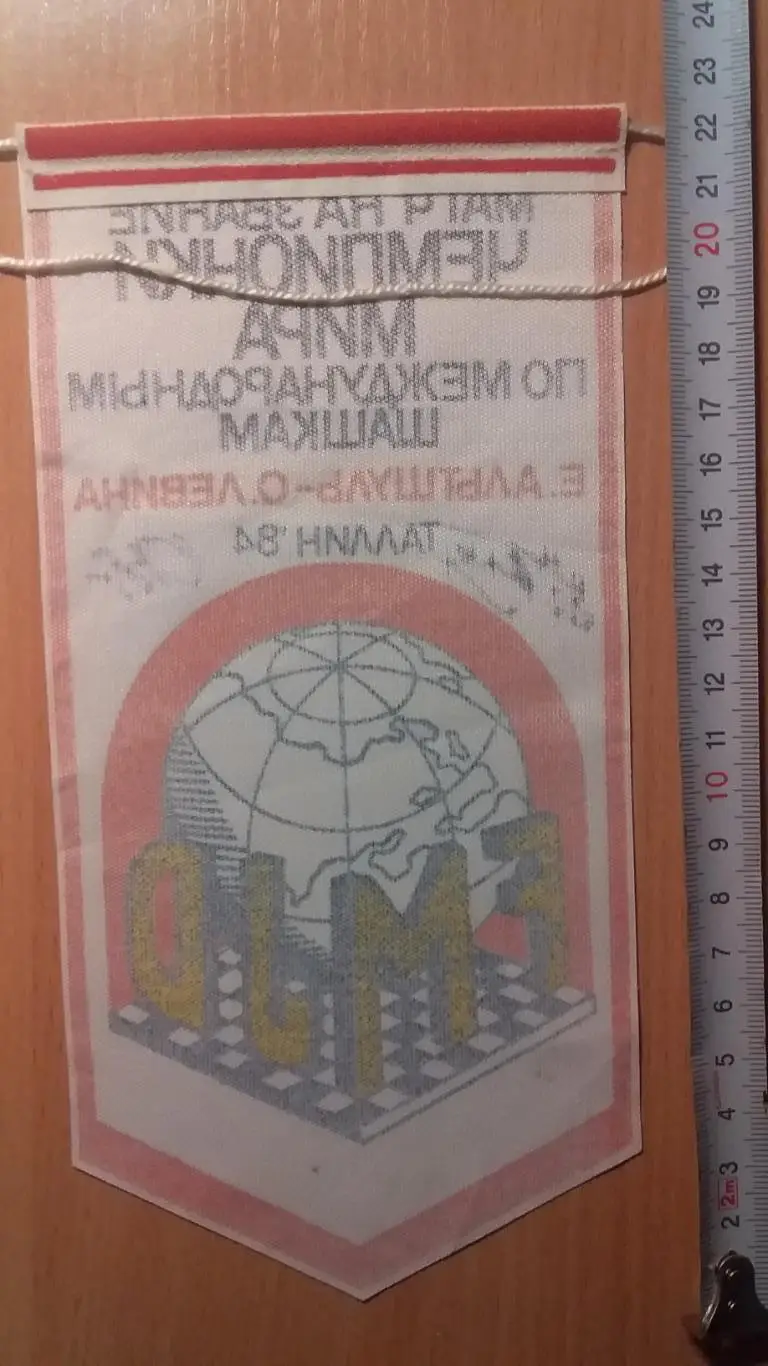 МАТЧ НА ЗВАНИЕ
ЧЕМПИОНКИ
МИРА
ПО МЕЖДУНАРОДНЫМ
ШАШКАМ
Е.АЛЬТШУЛЬ-О.ЛЕВИНА
ТАЛЛИН '84
FMJD
24
23
22
21
20
19
18
17
16
15
14
13
12
11
10
9
8
7
6
5
4
3
2m
2